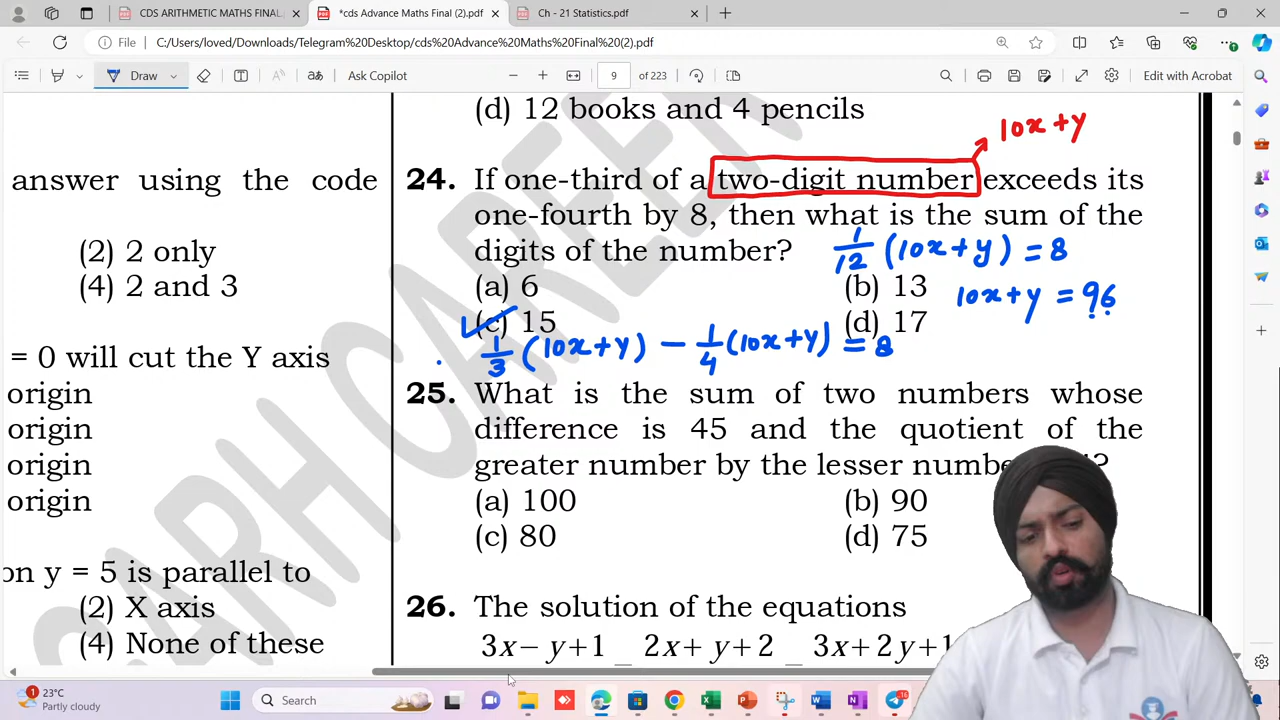 CDS ARITHMETIC MATHS FINAL,
*cds Advance Maths Final (2).pdf
Ch - 21 Statistics.pdf
File
C:/Users/loved/Downloads/Telegram%20Desktop/cds%20Advance%20Maths%20Final%20(2).pdf
Draw
Ask Copilot
9
of 223
Edit with Acrobat
answer using the code
(2) 2 only
(4) 2 and 3
= 0 will cut the Y axis
origin
origin
origin
origin
on y = 5 is parallel to
(2) X axis
(4) None of these
(d) 12 books and 4 pencils
10x+y
24. If one-third of a two-digit number exceeds its
one-fourth by 8, then what is the sum of the
digits of the number?
1/12 (10x+y) = 8
(a) 6
(b) 13
10x+y = 96
(c) 15
(d) 17
1/3 (10x+y) − 1/4 (10x+y) = 8
25. What is the sum of two numbers whose
difference is 45 and the quotient of the
greater number by the lesser
(a) 100
(b) 90
(c) 80
(d) 75
26. The solution of the equations
3x− y+1 _ 2x+ y+2 _ 3x+2y+1
1
23°C
Partly cloudy
Search
16